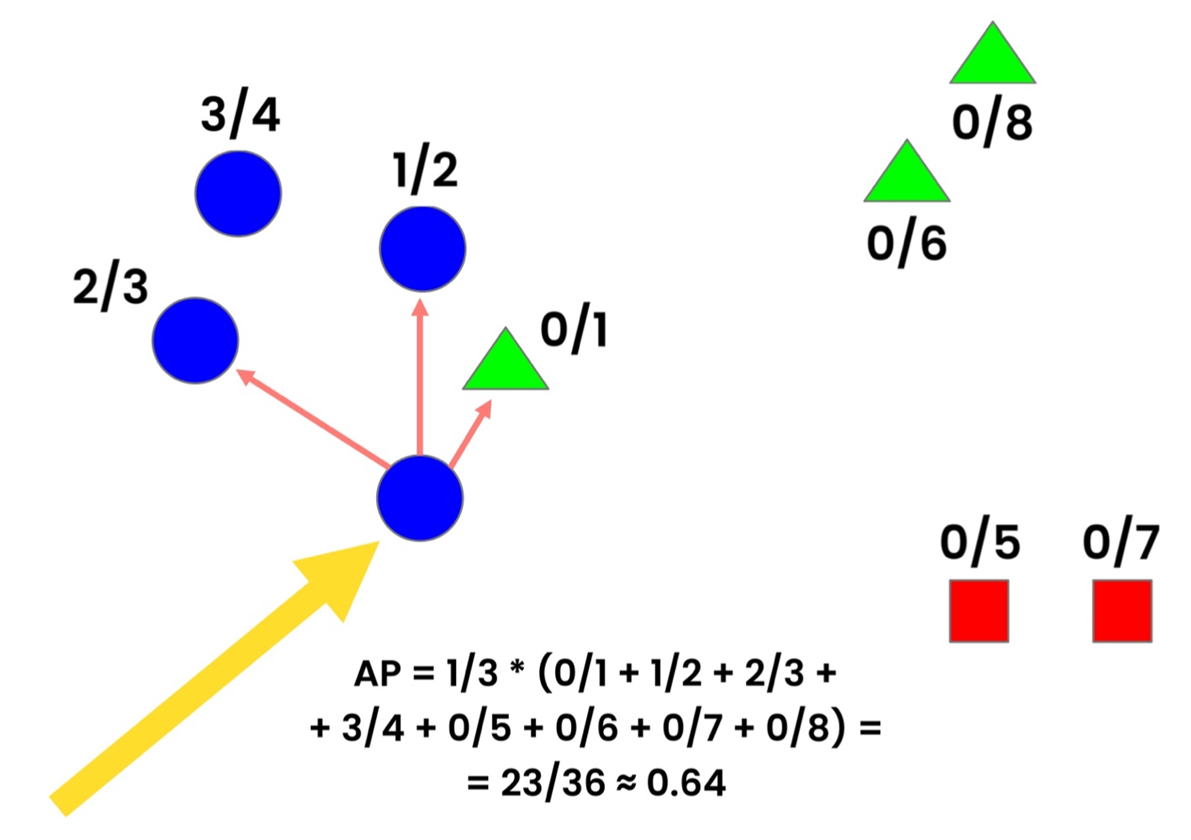 0/8
3/4
1/2
0/6
2/3
0/1
0/5
0/7
AP = 1/3 * (0/1 + 1/2 + 2/3 +
+ 3/4 + 0/5 + 0/6 + 0/7 + 0/8) =
= 23/36 ≈ 0.64